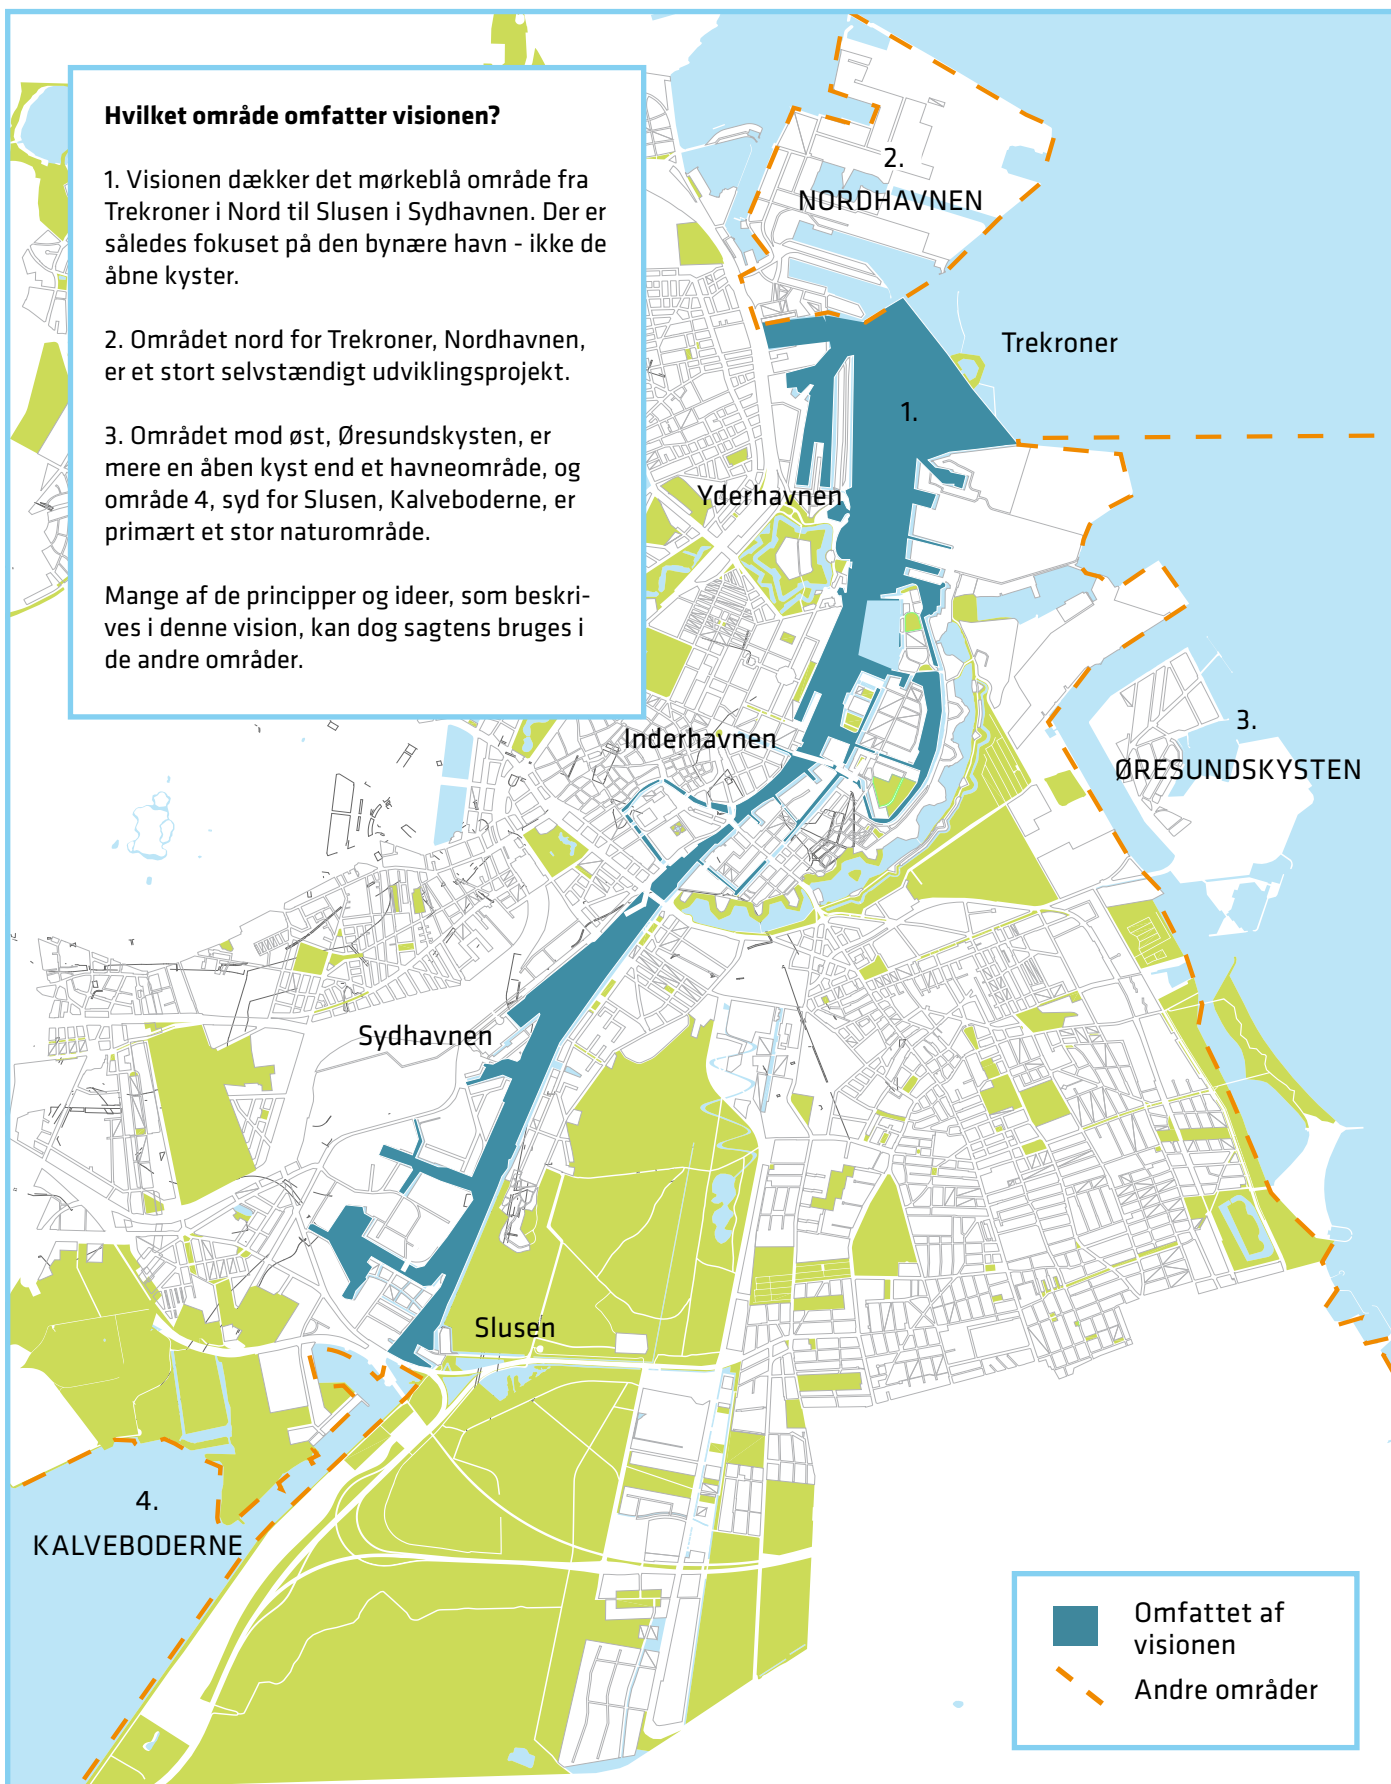 Hvilket område omfatter visionen?
1. Visionen dækker det mørkeblå område fra
Trekroner i Nord til Slusen i Sydhavnen. Der er
således fokuset på den bynære havn - ikke de
åbne kyster.
2. Området nord for Trekroner, Nordhavnen,
er et stort selvstændigt udviklingsprojekt.
3. Området mod øst, Øresundskysten, er
mere en åben kyst end et havneområde, og
område 4, syd for Slusen, Kalveboderne, er
primært et stor naturområde.
Mange af de principper og ideer, som beskri-
ves i denne vision, kan dog sagtens bruges i
de andre områder.
2.
NORDHAVNEN
Trekroner
1.
Yderhavnen
3.
ØRESUNDSKYSTEN
Inderhavnen
Sydhavnen
Slusen
4.
KALVEBODERNE
Omfattet af
visionen
Andre områder